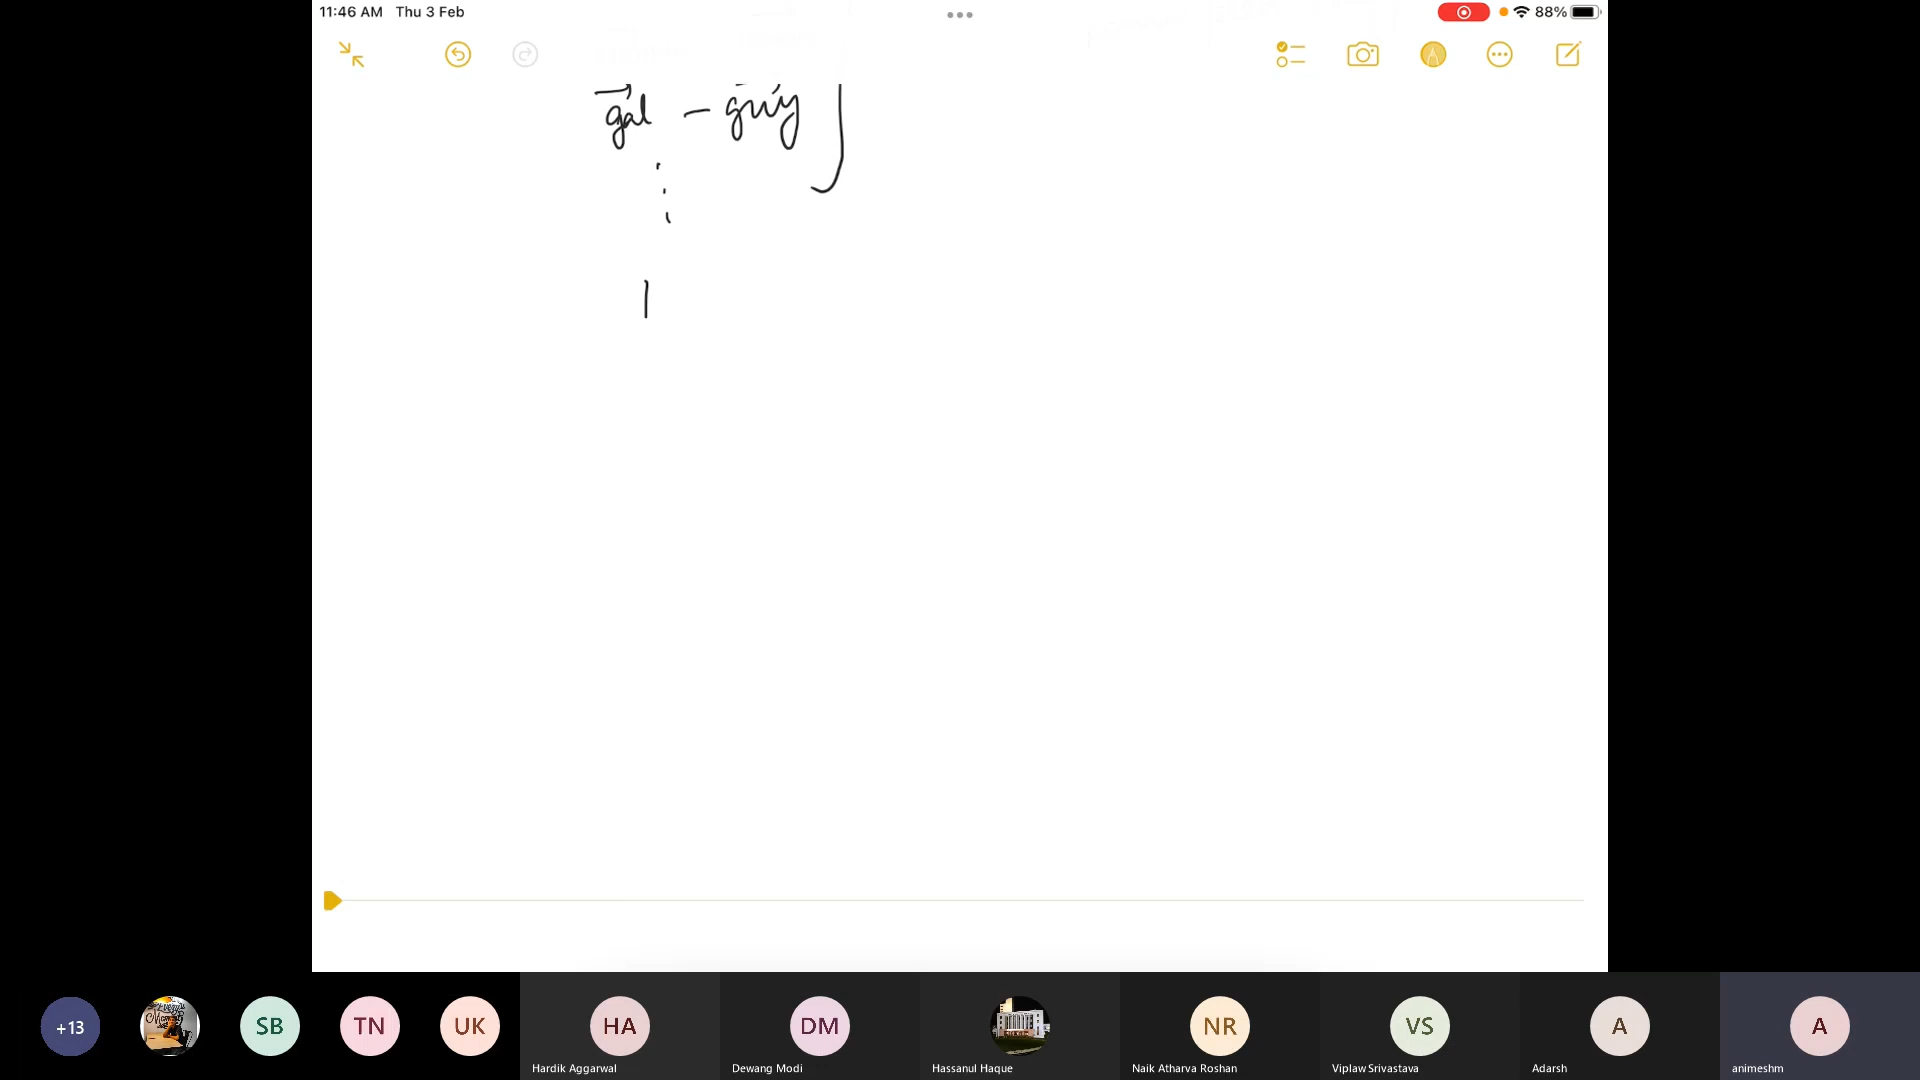 11:46 AM Thu 3 Feb 88%
gal - guy
|
+13 SB TN UK HA DM NR VS A A
Hardik Aggarwal Dewang Modi Hassanul Haque Naik Atharva Roshan Viplaw Srivastava Adarsh animeshm